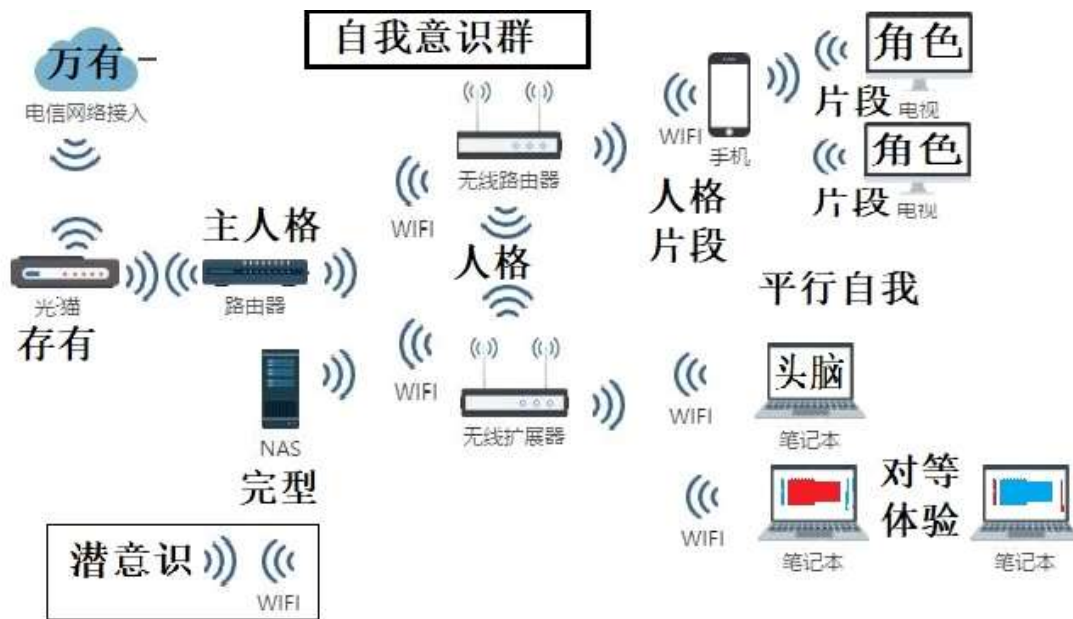 自我意识群
万有
电信网络接入
无线路由器
WIFI
手机
角色
片段
电视
角色
片段
电视
WIFI
WIFI
人格
人格
片段
主人格
光猫
存有
路由器
平行自我
WIFI
NAS
完型
无线扩展器
WIFI
头脑
笔记本
WIFI
笔记本
对等
体验
笔记本
潜意识
WIFI